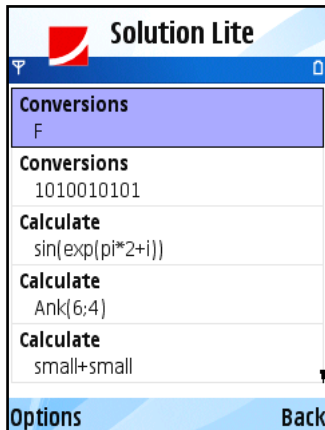 Solution Lite
Conversions
F
Conversions
1010010101
Calculate
sin(exp(pi*2+i))
Calculate
Ank(6;4)
Calculate
small+small
Options Back